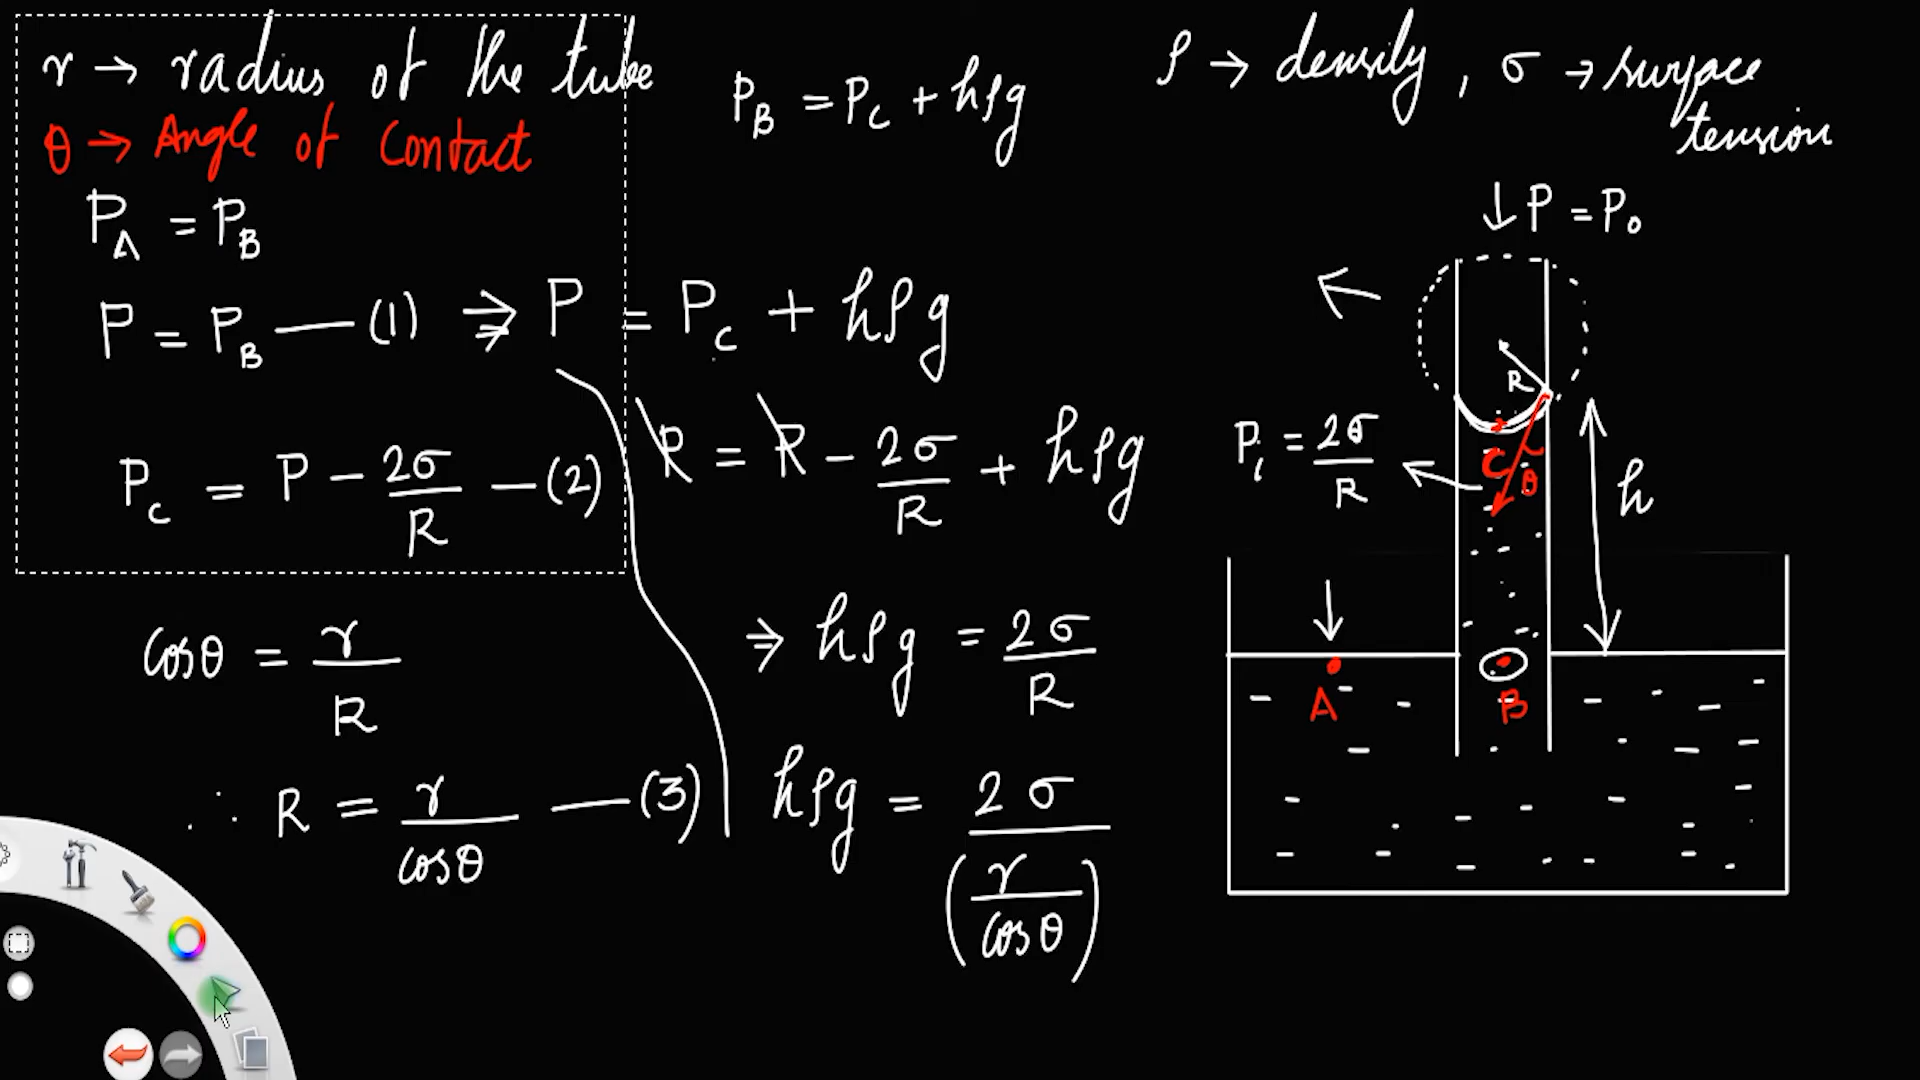 r → radius of the tube
θ → Angle of Contact
P_A = P_B
P = P_B — (1) ⇒ P = P_C + hρg
P_C = P - 2σ/R — (2)
cosθ = r/R
∴ R = r/cosθ — (3)
P_B = P_C + hρg
P = P - 2σ/R + hρg
⇒ hρg = 2σ/R
hρg = 2σ/(r/cosθ)
ρ → density, σ → surface
tension
↓ P = P₀
R
P₁ = 2σ/R
C
θ
h
A
B